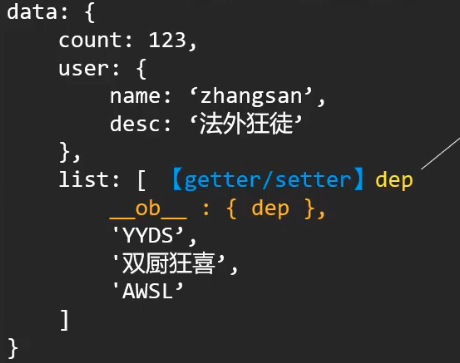 data: {
count: 123,
user: {
name: ‘zhangsan’,
desc: ‘法外狂徒’
},
list: [ 【getter/setter】dep
__ob__ : { dep },
'YYDS’,
'双厨狂喜’,
'AWSL’
]
}